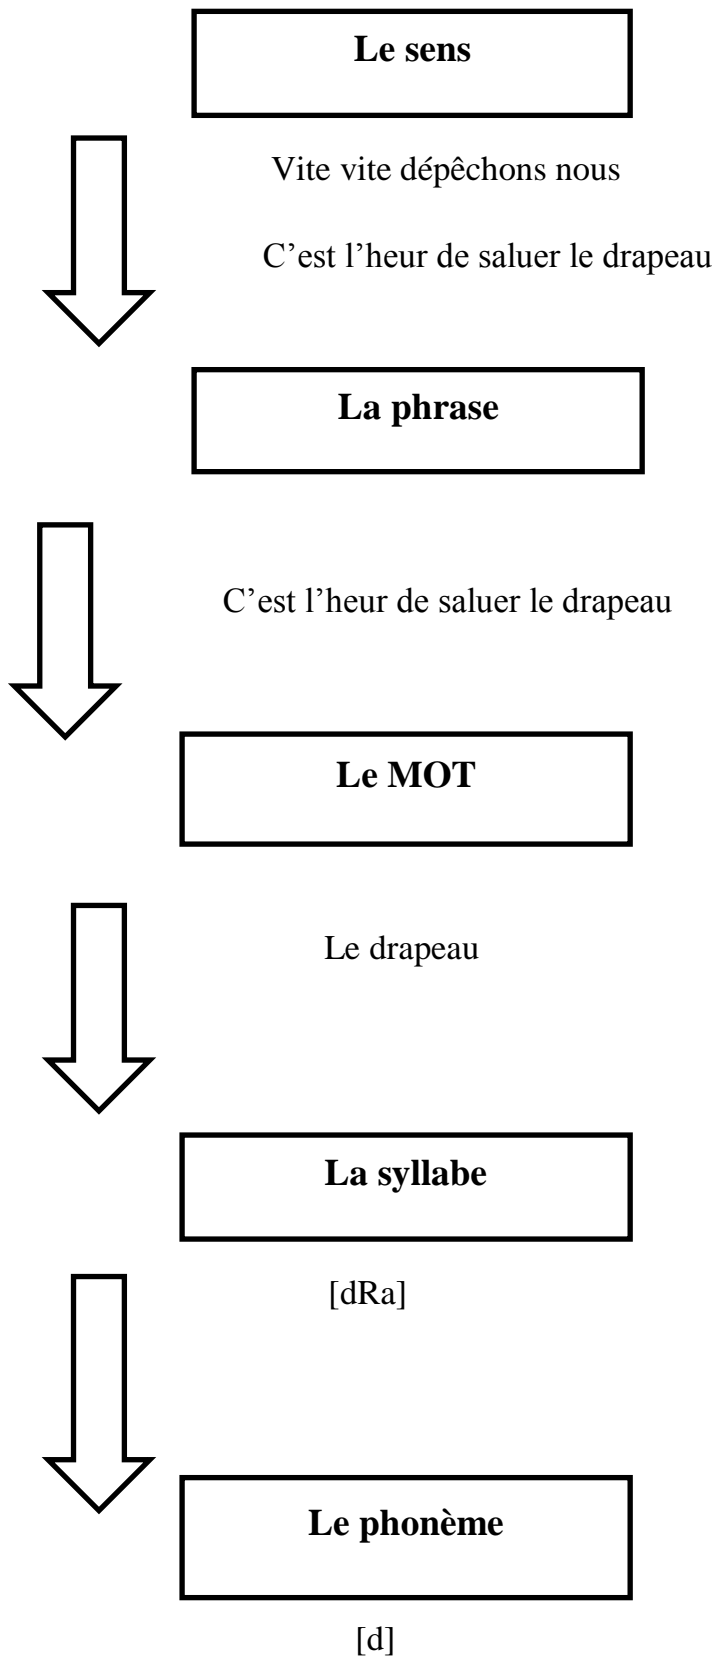 Le sens
Vite vite dépêchons nous
C’est l’heur de saluer le drapeau
La phrase
C’est l’heur de saluer le drapeau
Le MOT
Le drapeau
La syllabe
[dRa]
Le phonème
[d]